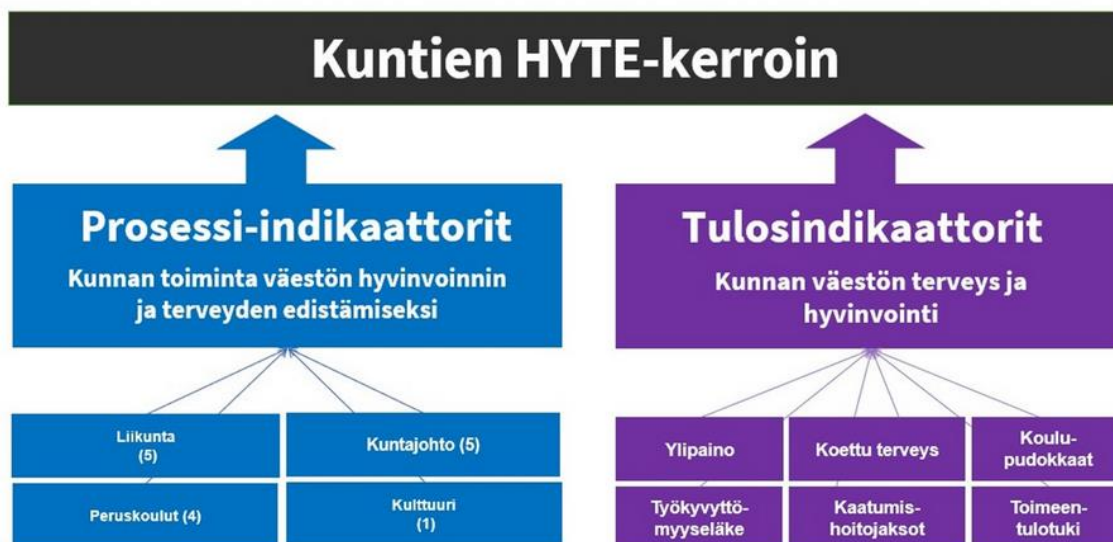 Kuntien HYTE-kerroin
Prosessi-indikaattorit
Kunnan toiminta väestön hyvinvoinnin
ja terveyden edistämiseksi
Tulosindikaattorit
Kunnan väestön terveys ja
hyvinvointi
Liikunta
(5)
Kuntajohto (5)
Peruskoulut (4)
Kulttuuri
(1)
Ylipaino
Koettu terveys
Koulu-
pudokkaat
Työkyvyttö-
myyseläke
Kaatumis-
hoitojaksot
Toimeen-
tulotuki